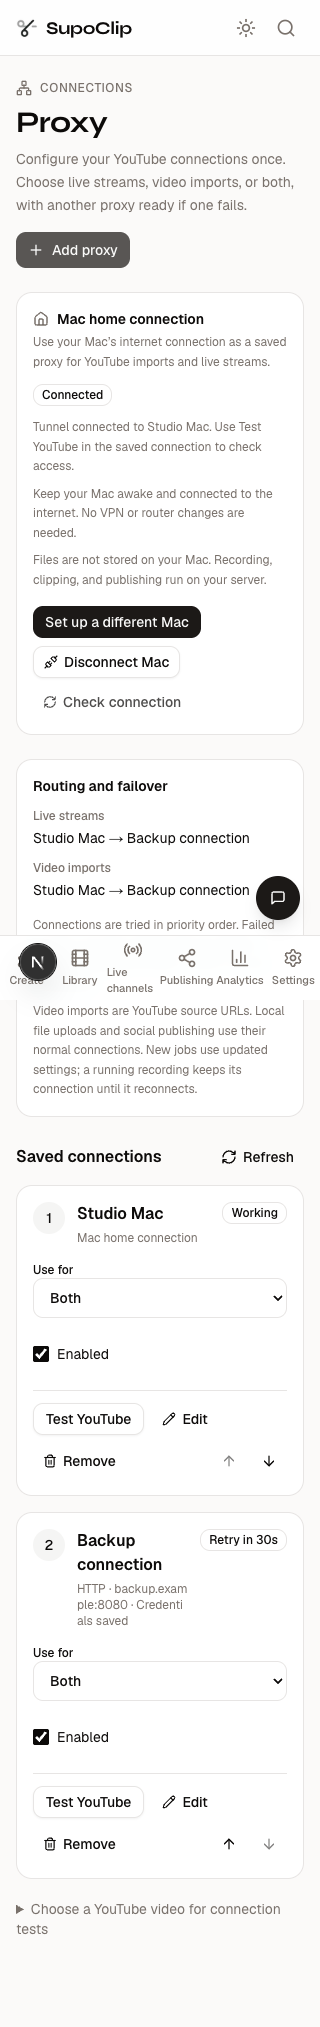 SupoClip
CONNECTIONS
Proxy
Configure your YouTube connections once.
Choose live streams, video imports, or both,
with another proxy ready if one fails.
Add proxy
Mac home connection
Use your Mac's internet connection as a saved
proxy for YouTube imports and live streams.
Connected
Tunnel connected to Studio Mac. Use Test
YouTube in the saved connection to check
access.
Keep your Mac awake and connected to the
internet. No VPN or router changes are
needed.
Files are not stored on your Mac. Recording,
clipping, and publishing run on your server.
Set up a different Mac
Disconnect Mac
Check connection
Routing and failover
Live streams
Studio Mac → Backup connection
Video imports
Studio Mac → Backup connection
Connections are tried in priority order. Failed
N
Create
Library
Live
channels
Publishing
Analytics
Settings
Video imports are YouTube source URLs. Local
file uploads and social publishing use their
normal connections. New jobs use updated
settings; a running recording keeps its
connection until it reconnects.
Saved connections
Refresh
1
Studio Mac
Working
Mac home connection
Use for
Both
Enabled
Test YouTube
Edit
Remove
2
Backup
connection
Retry in 30s
HTTP · backup.exam
ple:8080 · Credenti
als saved
Use for
Both
Enabled
Test YouTube
Edit
Remove
Choose a YouTube video for connection
tests